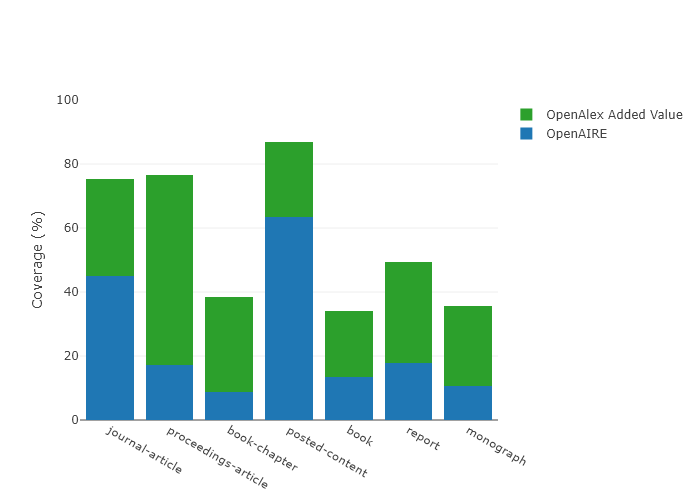 100
80
60
40
20
0
Coverage (%)
journal-article
proceedings-article
book-chapter
posted-content
book
report
monograph
OpenAlex Added Value
OpenAIRE